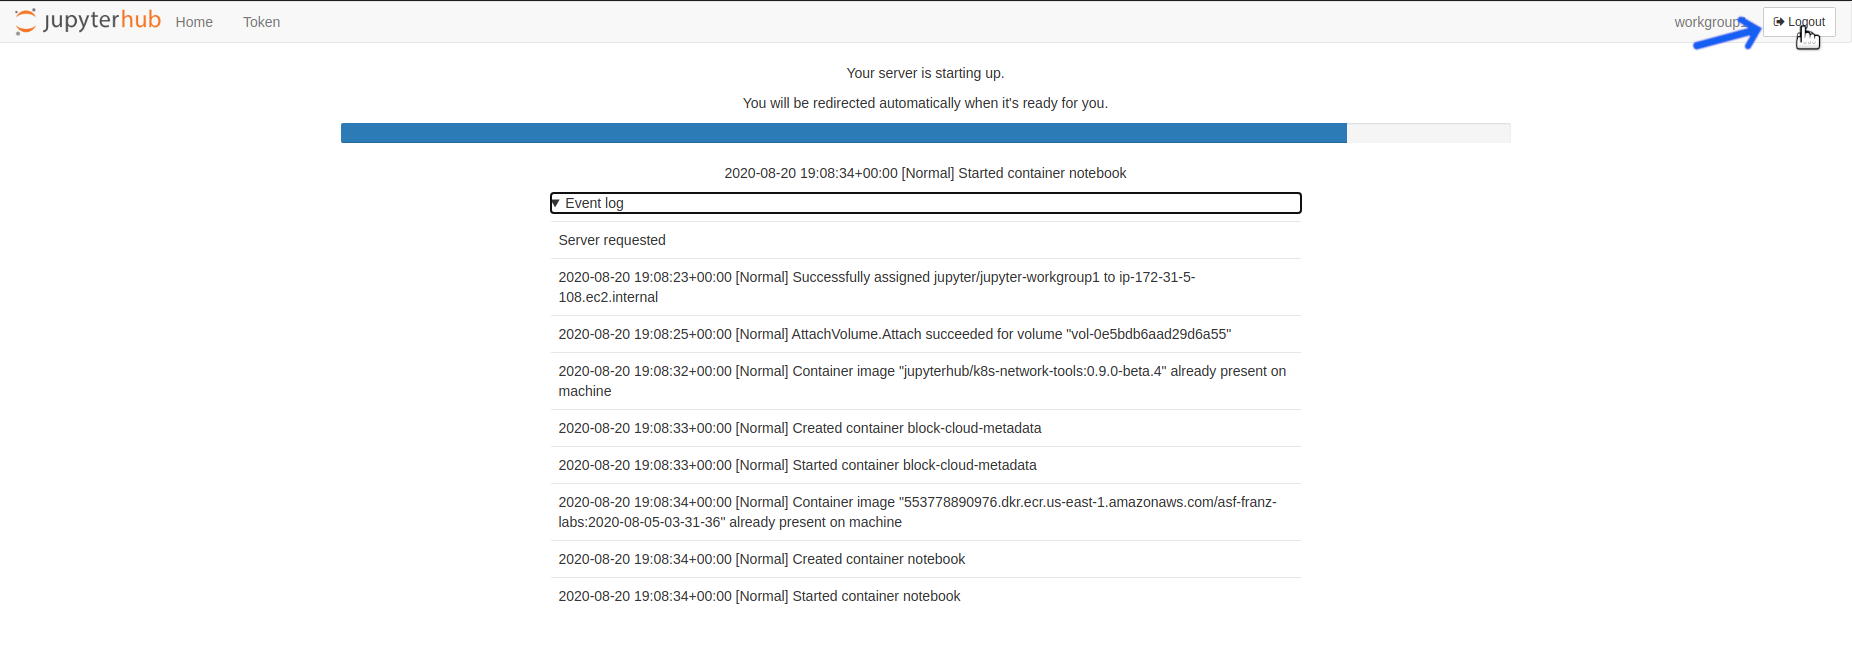 jupyterhub Home Token workgroup1 Logout
Your server is starting up.
You will be redirected automatically when it's ready for you.
2020-08-20 19:08:34+00:00 [Normal] Started container notebook
Event log
Server requested
2020-08-20 19:08:23+00:00 [Normal] Successfully assigned jupyter/jupyter-workgroup1 to ip-172-31-5-
108.ec2.internal
2020-08-20 19:08:25+00:00 [Normal] AttachVolume.Attach succeeded for volume "vol-0e5bdb6aad29d6a55"
2020-08-20 19:08:32+00:00 [Normal] Container image "jupyterhub/k8s-network-tools:0.9.0-beta.4" already present on
machine
2020-08-20 19:08:33+00:00 [Normal] Created container block-cloud-metadata
2020-08-20 19:08:33+00:00 [Normal] Started container block-cloud-metadata
2020-08-20 19:08:34+00:00 [Normal] Container image "553778890976.dkr.ecr.us-east-1.amazonaws.com/asf-franz-
labs:2020-08-05-03-31-36" already present on machine
2020-08-20 19:08:34+00:00 [Normal] Created container notebook
2020-08-20 19:08:34+00:00 [Normal] Started container notebook